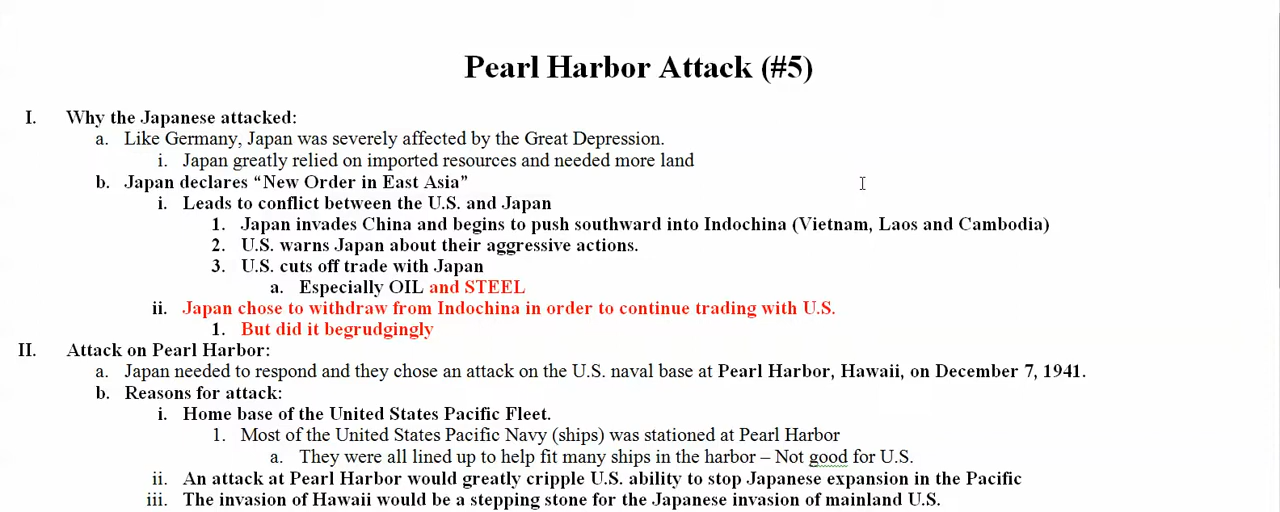 Pearl Harbor Attack (#5)
I. Why the Japanese attacked:
a. Like Germany, Japan was severely affected by the Great Depression.
i. Japan greatly relied on imported resources and needed more land
b. Japan declares “New Order in East Asia”
i. Leads to conflict between the U.S. and Japan
1. Japan invades China and begins to push southward into Indochina (Vietnam, Laos and Cambodia)
2. U.S. warns Japan about their aggressive actions.
3. U.S. cuts off trade with Japan
a. Especially OIL and STEEL
ii. Japan chose to withdraw from Indochina in order to continue trading with U.S.
1. But did it begrudgingly
II. Attack on Pearl Harbor:
a. Japan needed to respond and they chose an attack on the U.S. naval base at Pearl Harbor, Hawaii, on December 7, 1941.
b. Reasons for attack:
i. Home base of the United States Pacific Fleet.
1. Most of the United States Pacific Navy (ships) was stationed at Pearl Harbor
a. They were all lined up to help fit many ships in the harbor – Not good for U.S.
ii. An attack at Pearl Harbor would greatly cripple U.S. ability to stop Japanese expansion in the Pacific
iii. The invasion of Hawaii would be a stepping stone for the Japanese invasion of mainland U.S.